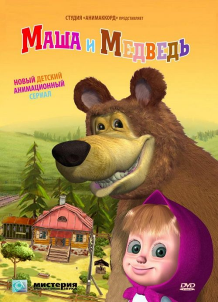 СТУДИЯ «АНИМАККОРД» ПРЕДСТАВЛЯЕТ
МАША И МЕДВЕДЬ
НОВЫЙ ДЕТСКИЙ
АНИМАЦИОННЫЙ
СЕРИАЛ
мистерия
DVD